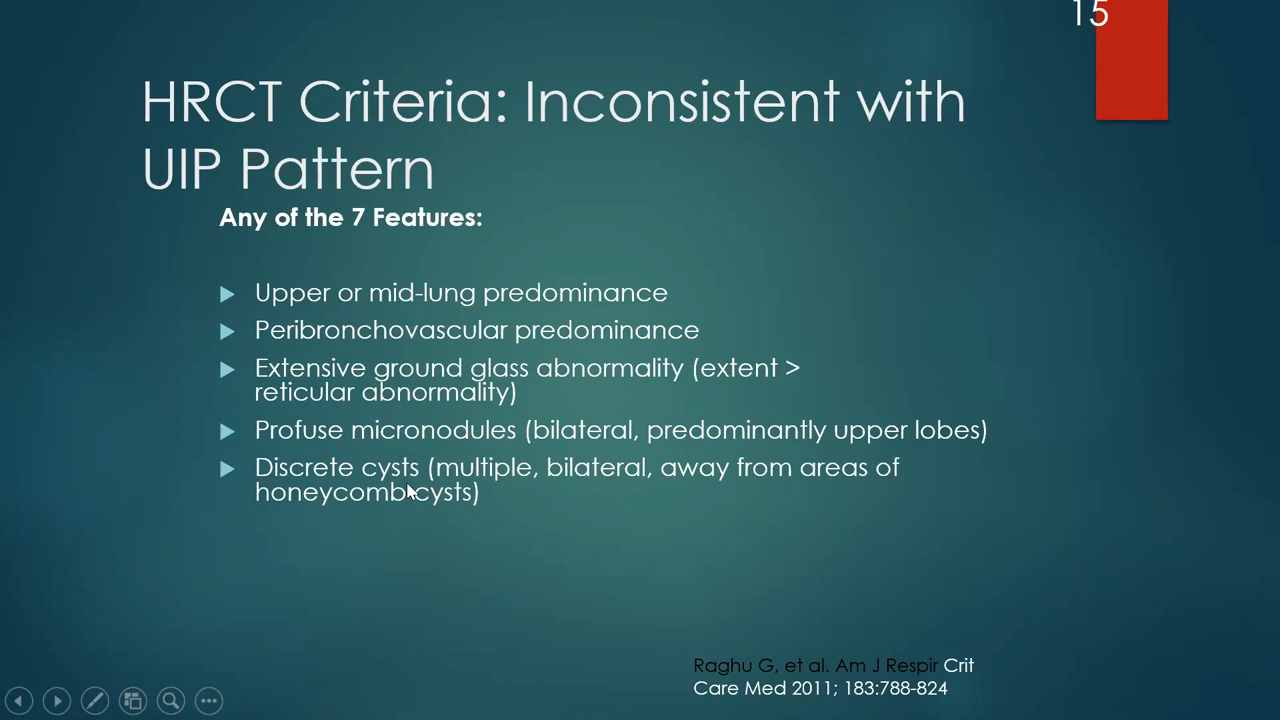 15
HRCT Criteria: Inconsistent with
UIP Pattern
Any of the 7 Features:
Upper or mid-lung predominance
Peribronchovascular predominance
Extensive ground glass abnormality (extent >
reticular abnormality)
Profuse micronodules (bilateral, predominantly upper lobes)
Discrete cysts (multiple, bilateral, away from areas of
honeycomb cysts)
Raghu G, et al. Am J Respir Crit
Care Med 2011; 183:788-824